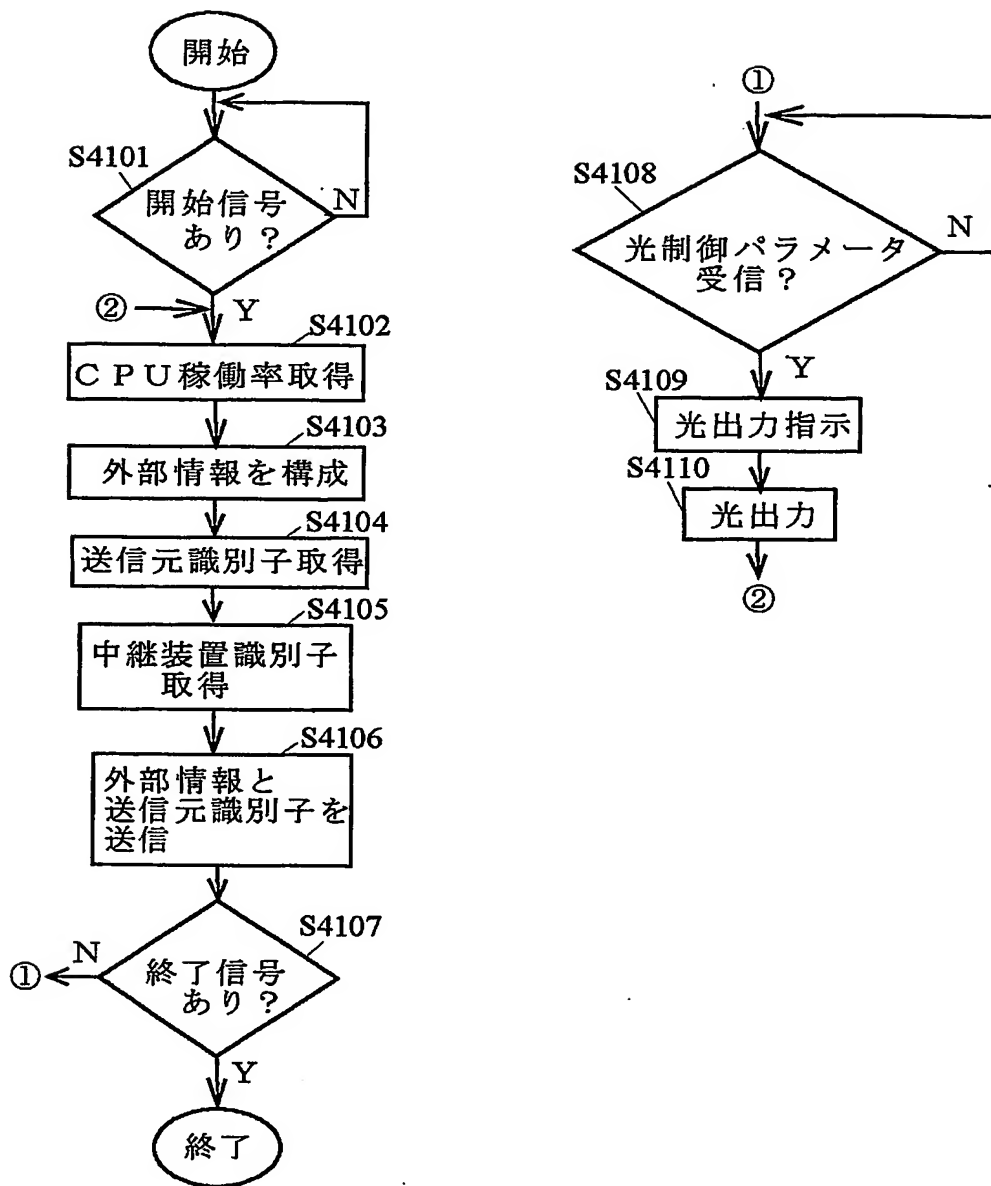 開始
S4101
開始信号
あり？
N
②
Y
S4102
ＣＰＵ稼働率取得
S4103
外部情報を構成
S4104
送信元識別子取得
S4105
中継装置識別子
取得
S4106
外部情報と
送信元識別子を
送信
S4107
N
①
終了信号
あり？
Y
終了
①
S4108
N
光制御パラメータ
受信？
Y
S4109
光出力指示
S4110
光出力
②